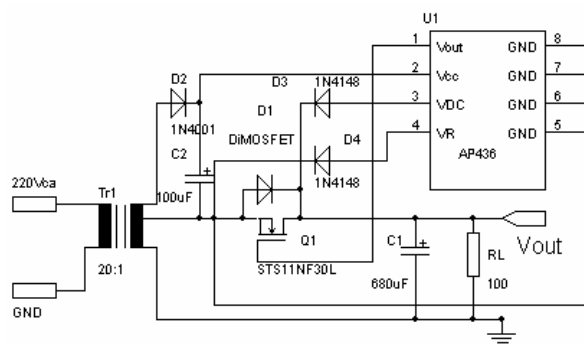 U1
1 Vout GND 8
2 Vcc GND 7
3 VDC GND 6
4 VR GND 5
AP436
D2
1N4001
D3
1N4148
D1
DiMOSFET
D4
1N4148
C2
100uF
220Vca
Tr1
20:1
GND
Q1
STS11NF30L
C1
680uF
RL
100
Vout